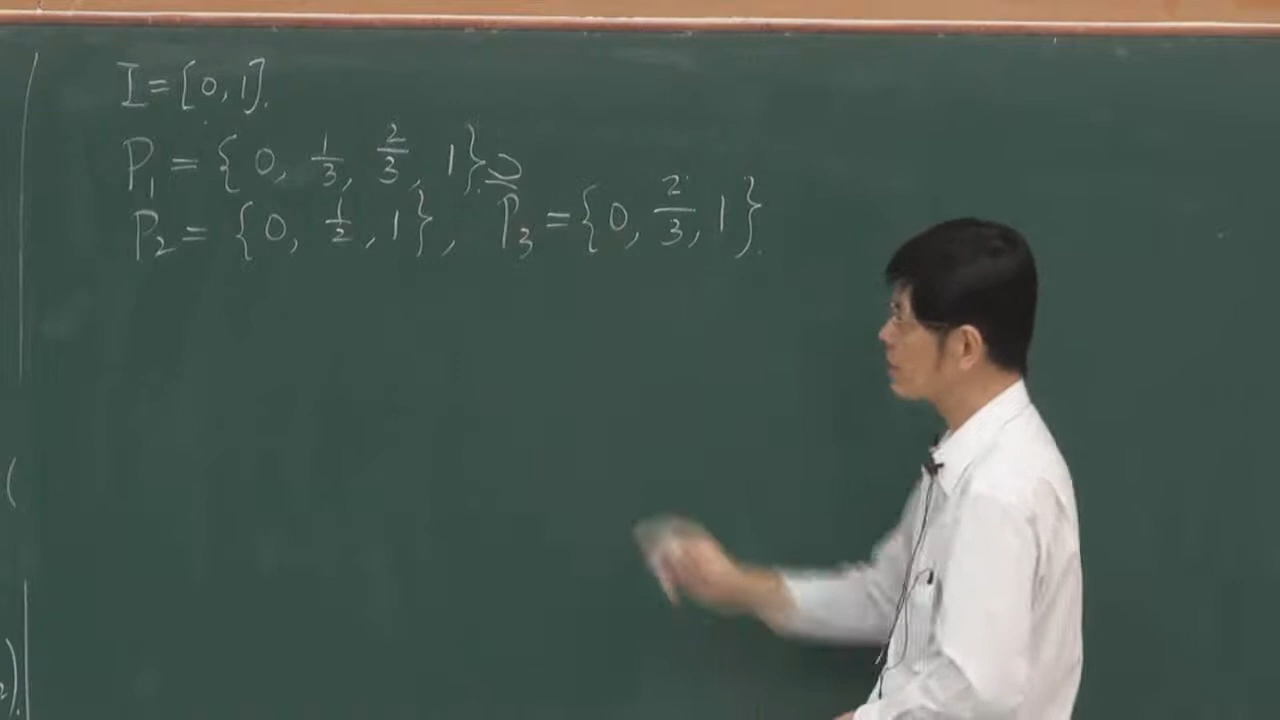 I = [0, 1].
P₁ = {0, 1/3, 2/3, 1}. ⊇
P₂ = {0, 1/2, 1}, P₃ = {0, 2/3, 1}.
(
).